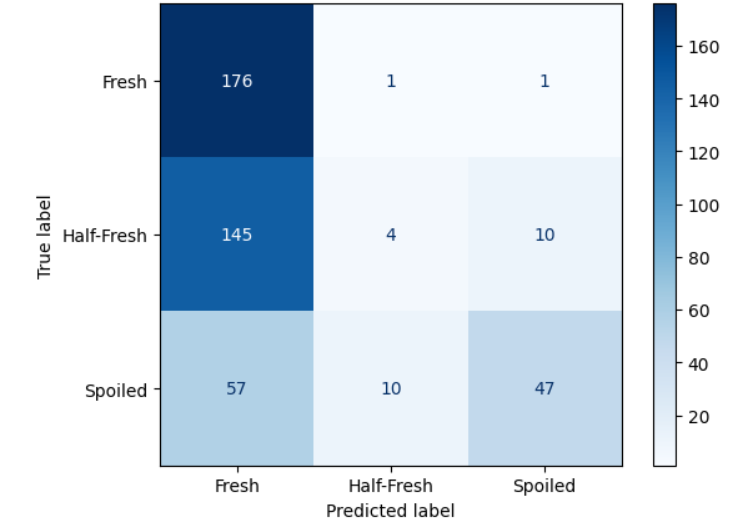 Fresh
176
1
1
Half-Fresh
145
4
10
Spoiled
57
10
47
Fresh
Half-Fresh
Spoiled
Predicted label
True label
160
140
120
100
80
60
40
20